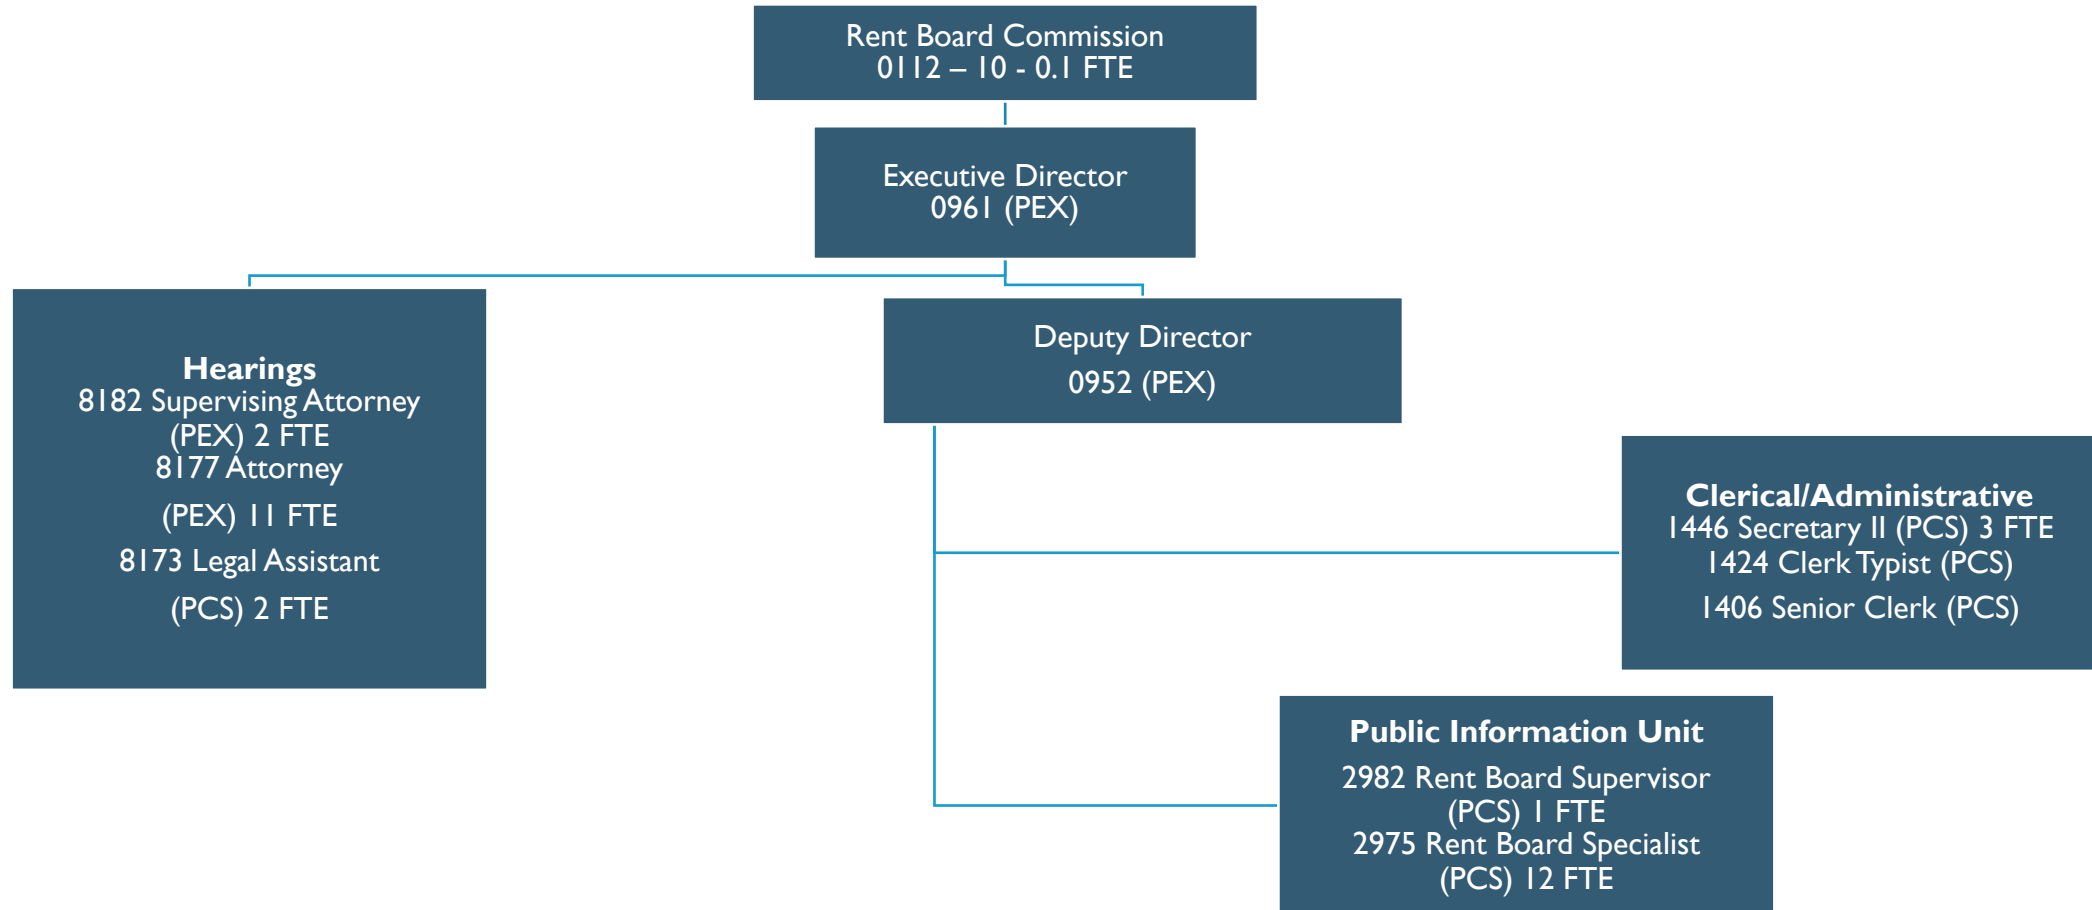 Rent Board Commission
0112 – 10 - 0.1 FTE
Executive Director
0961 (PEX)
Hearings
8182 Supervising Attorney
(PEX) 2 FTE
8177 Attorney
(PEX) 11 FTE
8173 Legal Assistant
(PCS) 2 FTE
Deputy Director
0952 (PEX)
Clerical/Administrative
1446 Secretary II (PCS) 3 FTE
1424 Clerk Typist (PCS)
1406 Senior Clerk (PCS)
Public Information Unit
2982 Rent Board Supervisor
(PCS) 1 FTE
2975 Rent Board Specialist
(PCS) 12 FTE